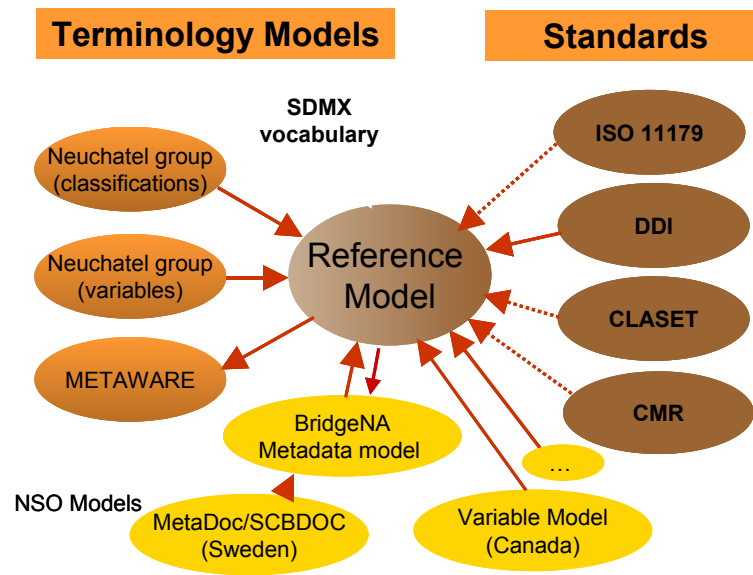 Terminology Models
Standards
SDMX
vocabulary
Neuchatel group
(classifications)
Neuchatel group
(variables)
METAWARE
Reference
Model
ISO 11179
DDI
CLASET
CMR
BridgeNA
Metadata model
...
NSO Models
MetaDoc/SCBDOC
(Sweden)
Variable Model
(Canada)